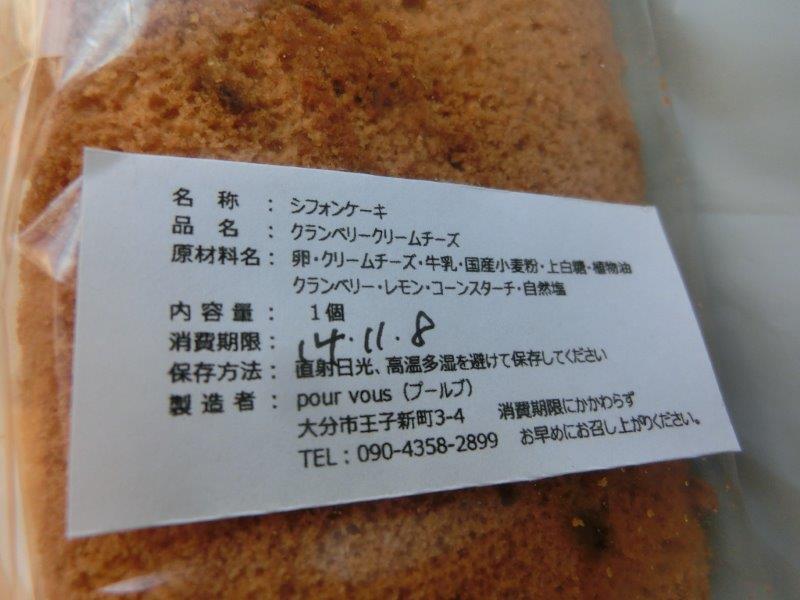 名 称 : シフォンケーキ
品 名 : クランベリークリームチーズ
原材料名: 卵・クリームチーズ・牛乳・国産小麦粉・上白糖・植物油
クランベリー・レモン・コーンスターチ・自然塩
内 容 量 : 1個
消費期限: 14.11.8
保存方法: 直射日光、高温多湿を避けて保存してください
製 造 者 : pour vous (プールブ)
大分市王子新町3-4 消費期限にかかわらず
TEL:090-4358-2899 お早めにお召し上がりください。